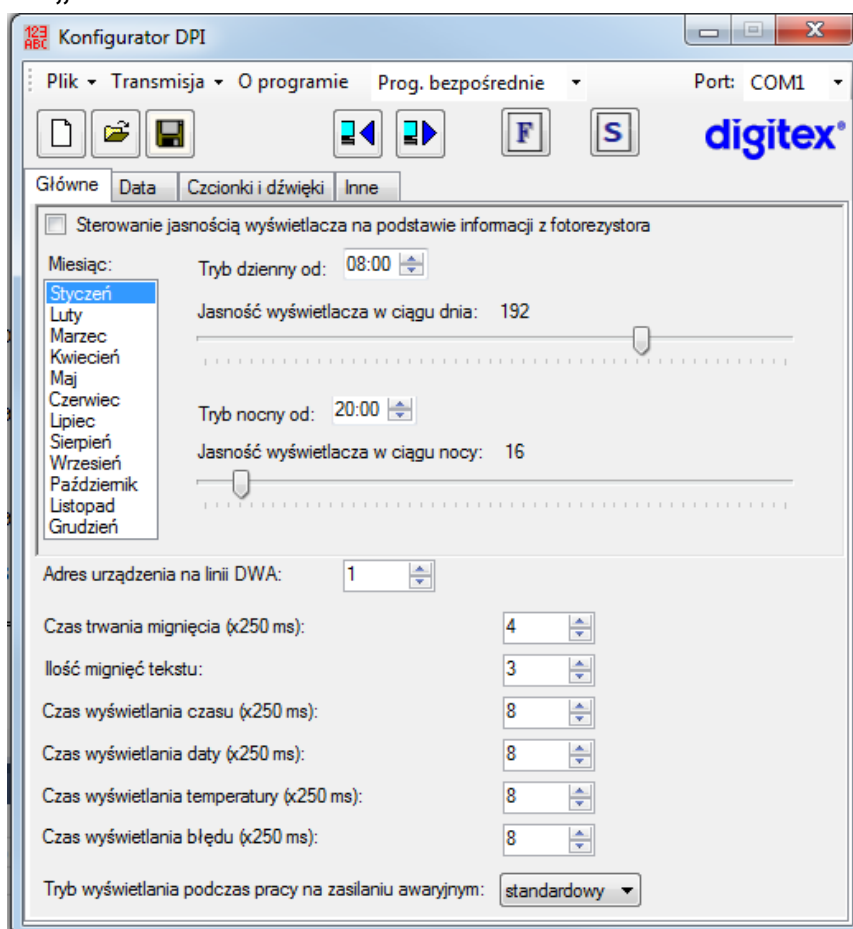 123
ABC Konfigurator DPI
Plik Transmisja O programie Prog. bezpośrednie Port: COM1
F S digitex
Główne Data Czcionki i dźwięki Inne
Sterowanie jasnością wyświetlacza na podstawie informacji z fotorezystora
Miesiąc: Tryb dzienny od: 08:00
Styczeń
Luty
Marzec
Kwiecień
Maj
Czerwiec
Lipiec
Sierpień
Wrzesień
Październik
Listopad
Grudzień
Jasność wyświetlacza w ciągu dnia: 192
Tryb nocny od: 20:00
Jasność wyświetlacza w ciągu nocy: 16
Adres urządzenia na linii DWA: 1
Czas trwania mignięcia (x250 ms): 4
Ilość mignięć tekstu: 3
Czas wyświetlania czasu (x250 ms): 8
Czas wyświetlania daty (x250 ms): 8
Czas wyświetlania temperatury (x250 ms): 8
Czas wyświetlania błędu (x250 ms): 8
Tryb wyświetlania podczas pracy na zasilaniu awaryjnym: standardowy